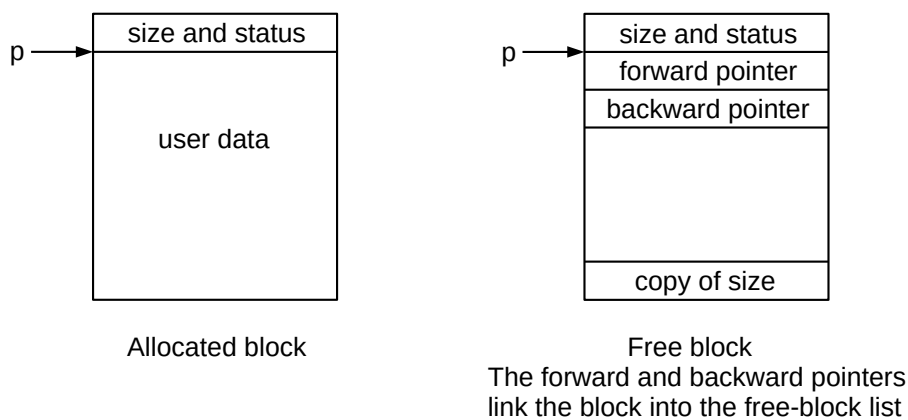 size and status
p
user data
Allocated block
size and status
p
forward pointer
backward pointer
copy of size
Free block
The forward and backward pointers
link the block into the free-block list